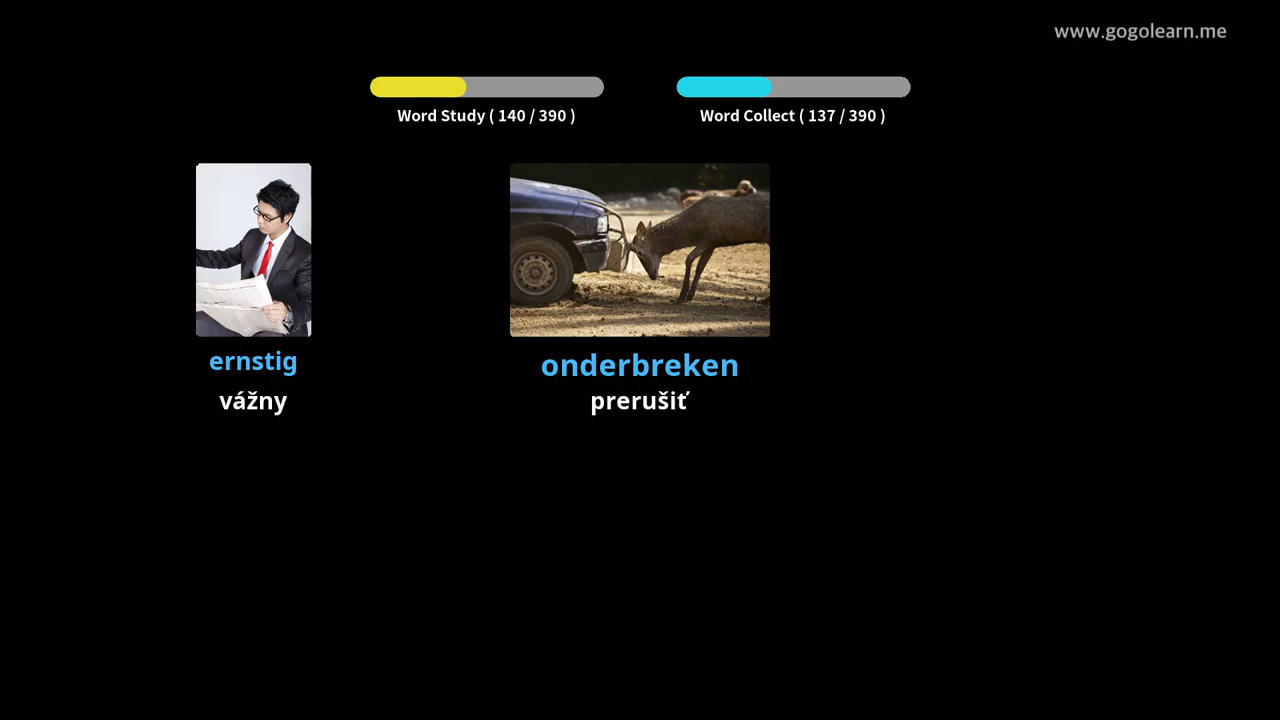 www.gogolearn.me
Word Study ( 140 / 390 )
Word Collect ( 137 / 390 )
ernstig
vážny
onderbreken
prerušiť